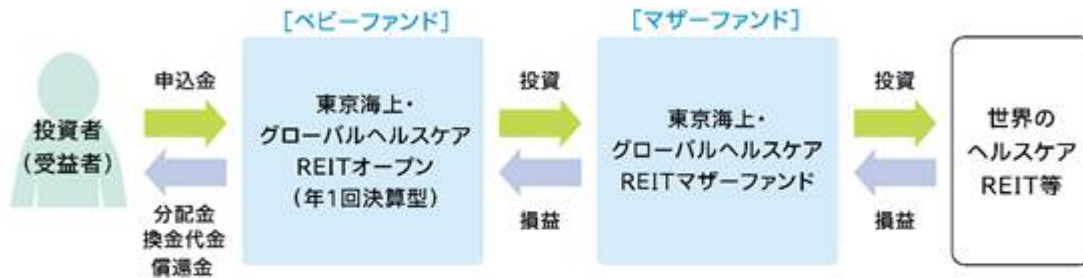 [ベビーファンド]
[マザーファンド]
投資者
(受益者)
申込金
分配金
換金代金
償還金
東京海上・
グローバルヘルスケア
REITオープン
(年1回決算型)
投資
損益
東京海上・
グローバルヘルスケア
REITマザーファンド
投資
損益
世界の
ヘルスケア
REIT等